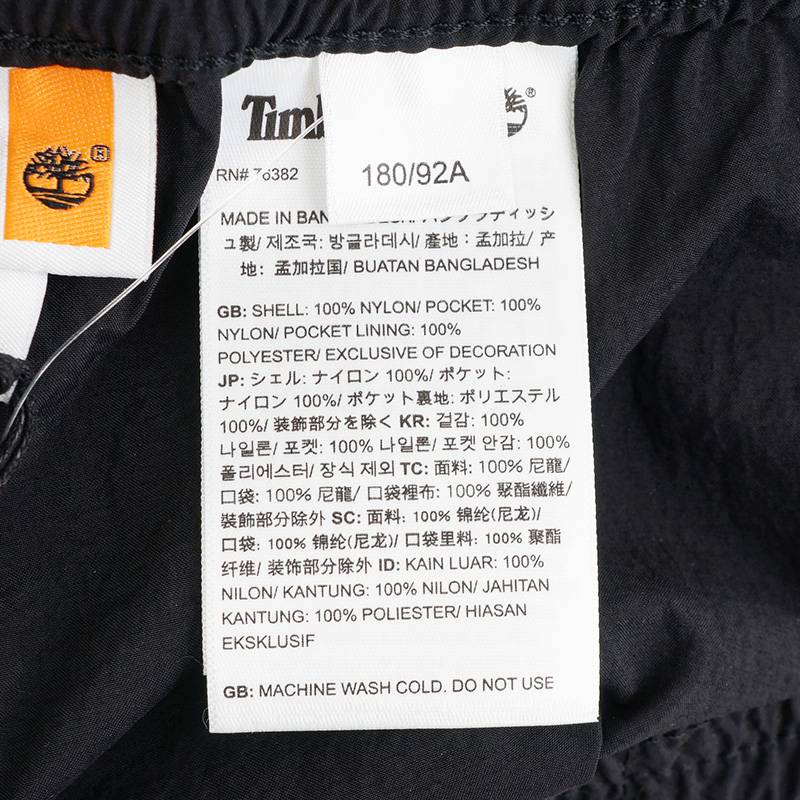 RN# 76382
180/92A
MADE IN
ュ製/ 제조국: 방글라데시/ 產地：孟加拉/ 产
地：孟加拉国/ BUATAN BANGLADESH
GB: SHELL: 100% NYLON/ POCKET: 100%
NYLON/ POCKET LINING: 100%
POLYESTER/ EXCLUSIVE OF DECORATION
JP: シェル: ナイロン 100%/ ポケット:
ナイロン 100%/ ポケット裏地: ポリエステル
100%/ 装飾部分を除く KR: 겉감: 100%
나일론/ 포켓: 100% 나일론/ 포켓 안감: 100%
폴리에스터/ 장식 제외 TC: 面料: 100% 尼龍/
口袋: 100% 尼龍/ 口袋裡布: 100% 聚酯纖維/
裝飾部分除外 SC: 面料: 100% 锦纶(尼龙)/
口袋: 100% 锦纶(尼龙)/ 口袋里料: 100% 聚酯
纤维/ 装饰部分除外 ID: KAIN LUAR: 100%
NILON/ KANTUNG: 100% NILON/ JAHITAN
KANTUNG: 100% POLIESTER/ HIASAN
EKSKLUSIF
GB: MACHINE WASH COLD. DO NOT USE